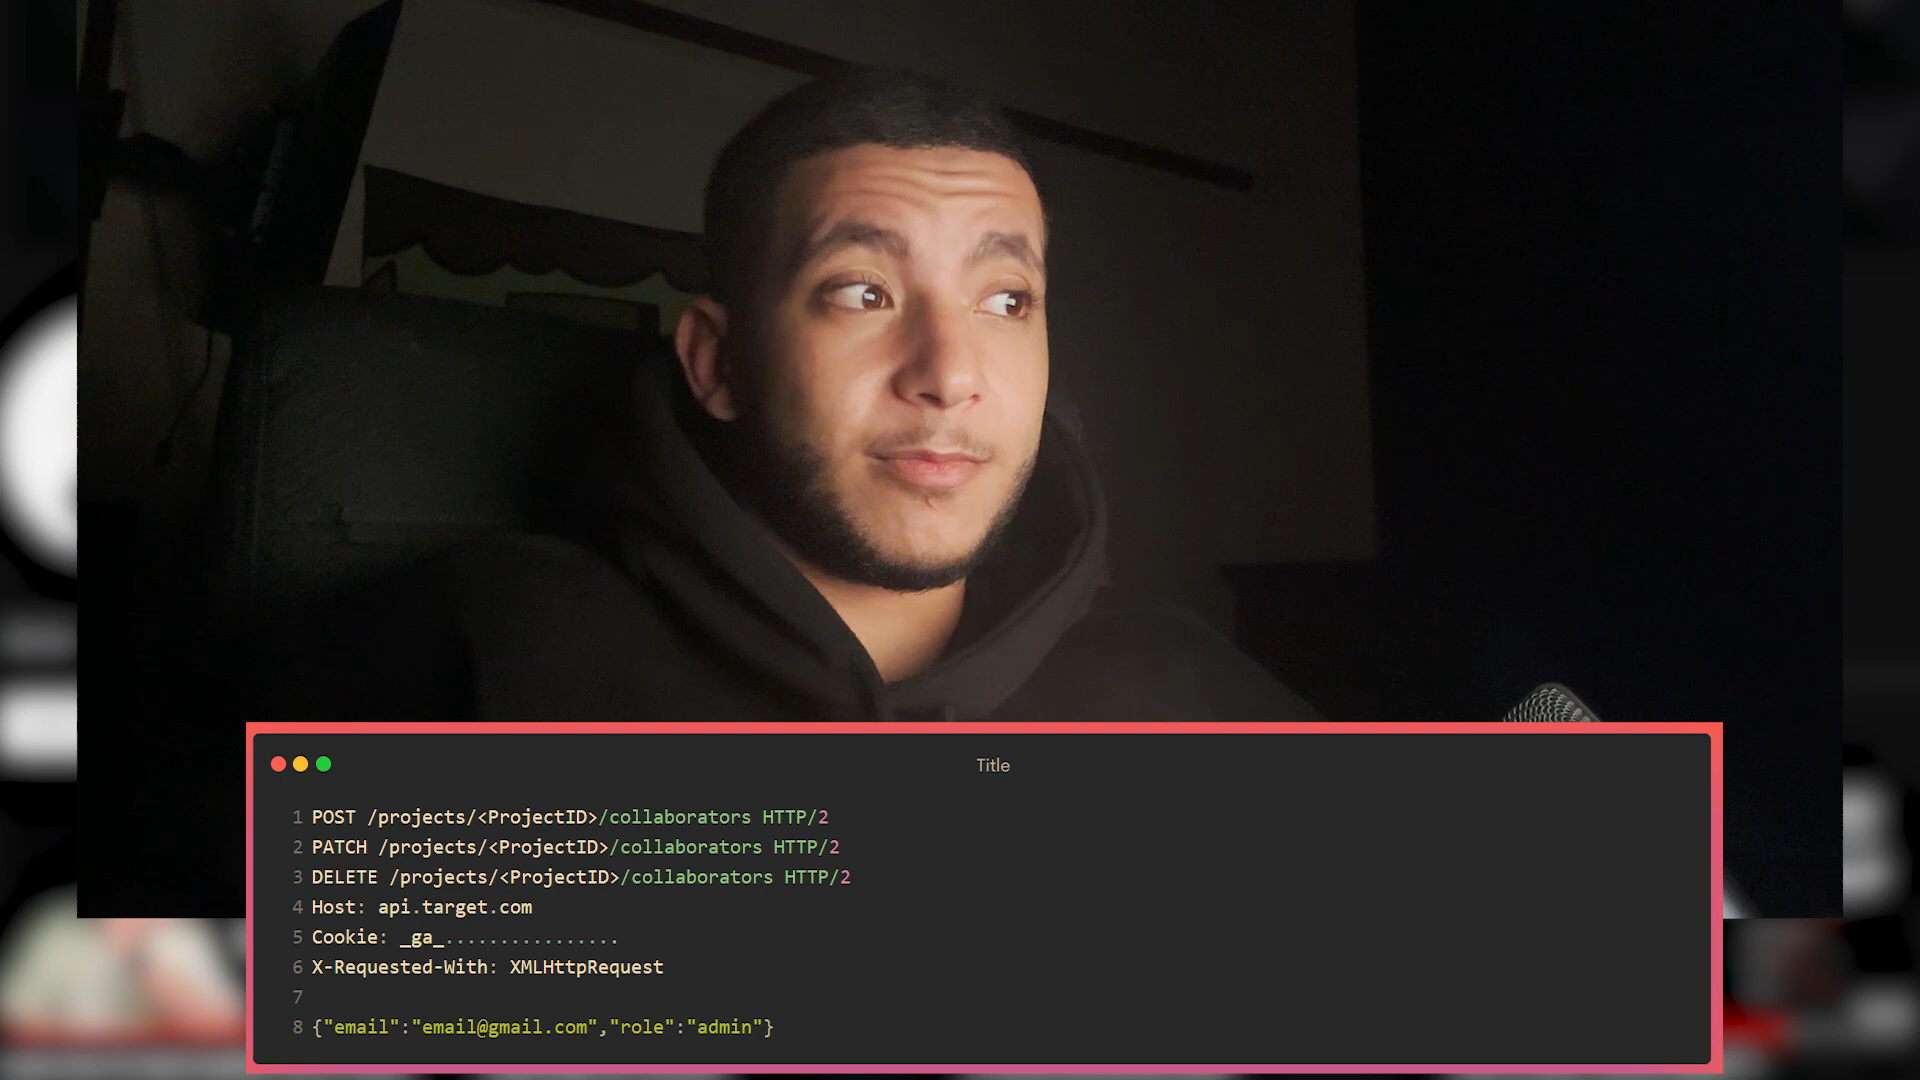 Title
1 POST /projects/<ProjectID>/collaborators HTTP/2
2 PATCH /projects/<ProjectID>/collaborators HTTP/2
3 DELETE /projects/<ProjectID>/collaborators HTTP/2
4 Host: api.target.com
5 Cookie: _ga_................
6 X-Requested-With: XMLHttpRequest
7
8 {"email":"email@gmail.com","role":"admin"}